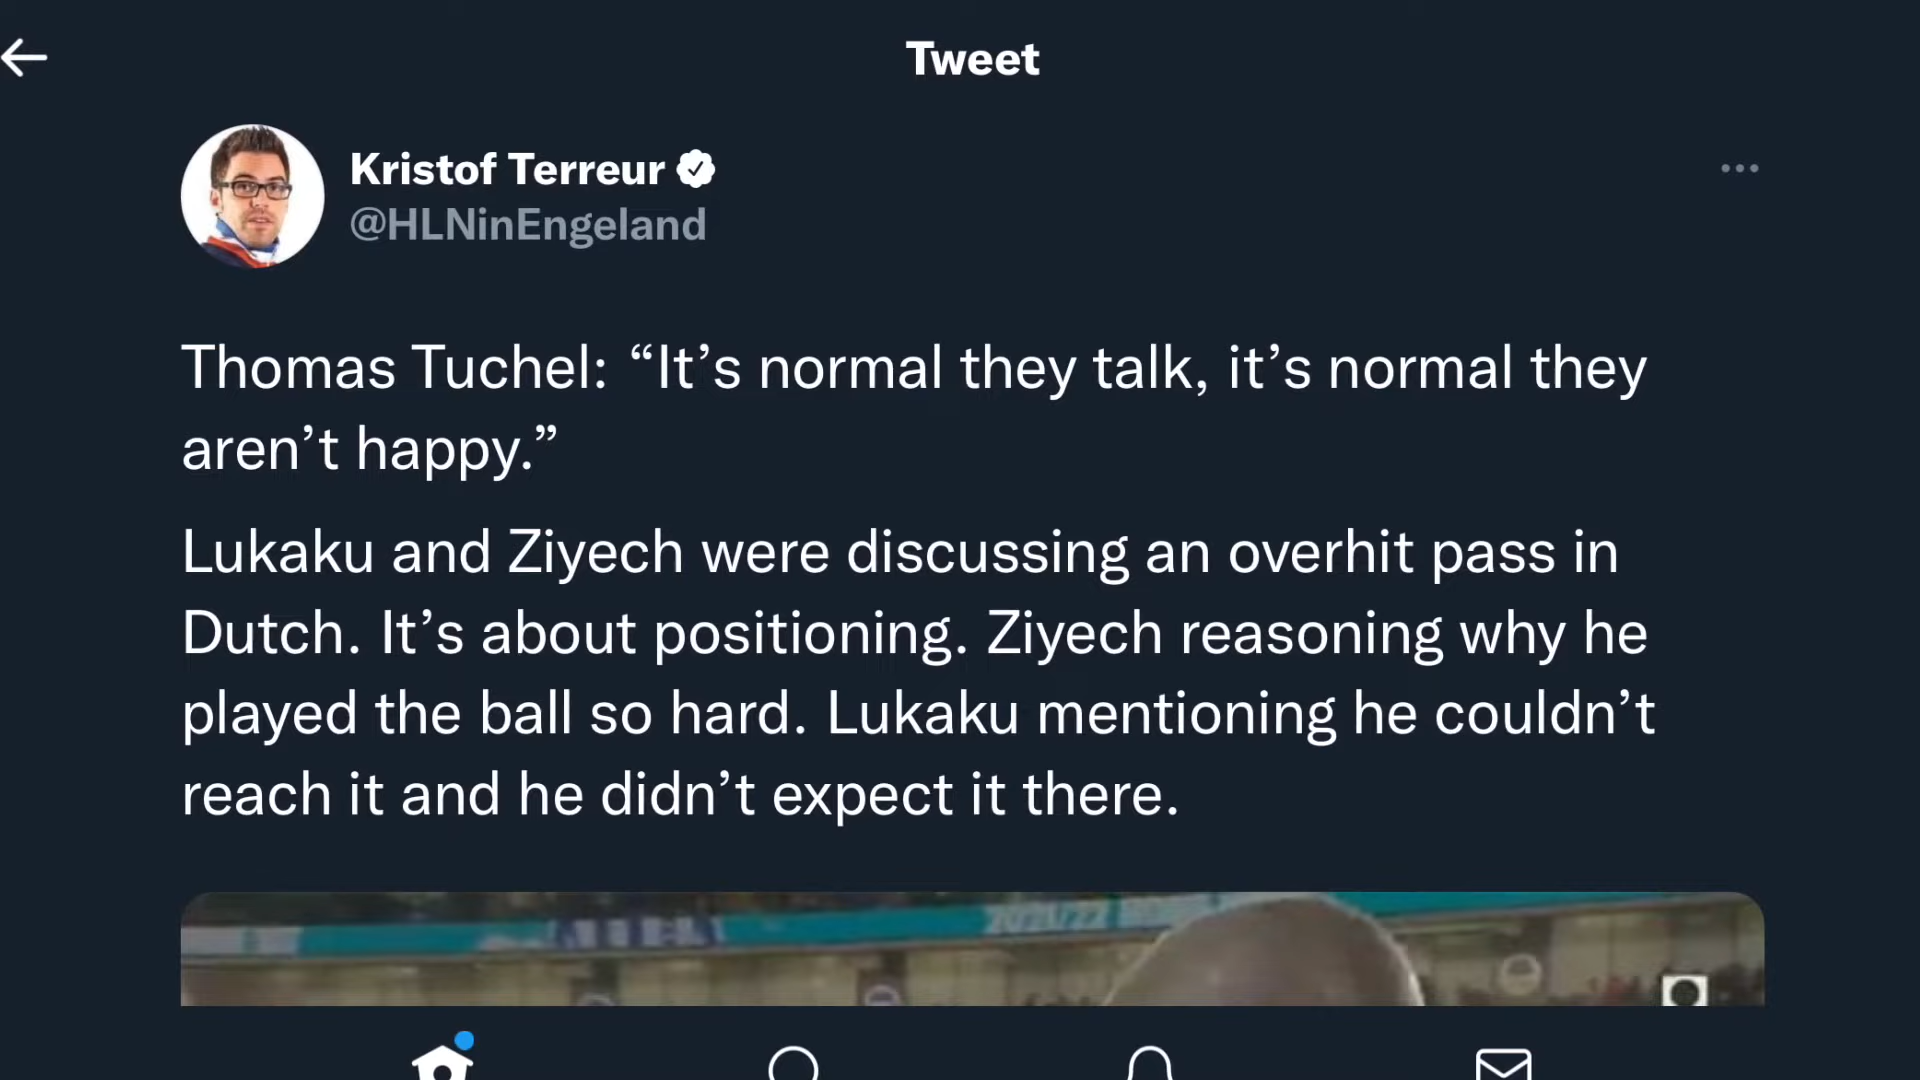 Tweet
Kristof Terreur
@HLNinEngeland
Thomas Tuchel: “It’s normal they talk, it’s normal they
aren’t happy.”
Lukaku and Ziyech were discussing an overhit pass in
Dutch. It’s about positioning. Ziyech reasoning why he
played the ball so hard. Lukaku mentioning he couldn’t
reach it and he didn’t expect it there.
2021/22